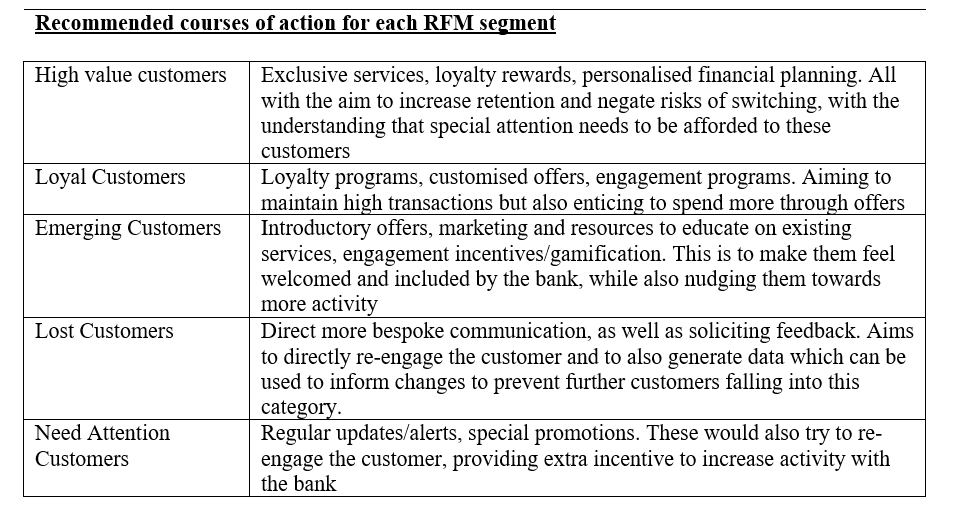 Recommended courses of action for each RFM segment
High value customers
Exclusive services, loyalty rewards, personalised financial planning. All
with the aim to increase retention and negate risks of switching, with the
understanding that special attention needs to be afforded to these
customers
Loyal Customers
Loyalty programs, customised offers, engagement programs. Aiming to
maintain high transactions but also enticing to spend more through offers
Emerging Customers
Introductory offers, marketing and resources to educate on existing
services, engagement incentives/gamification. This is to make them feel
welcomed and included by the bank, while also nudging them towards
more activity
Lost Customers
Direct more bespoke communication, as well as soliciting feedback. Aims
to directly re-engage the customer and to also generate data which can be
used to inform changes to prevent further customers falling into this
category.
Need Attention
Customers
Regular updates/alerts, special promotions. These would also try to re-
engage the customer, providing extra incentive to increase activity with
the bank